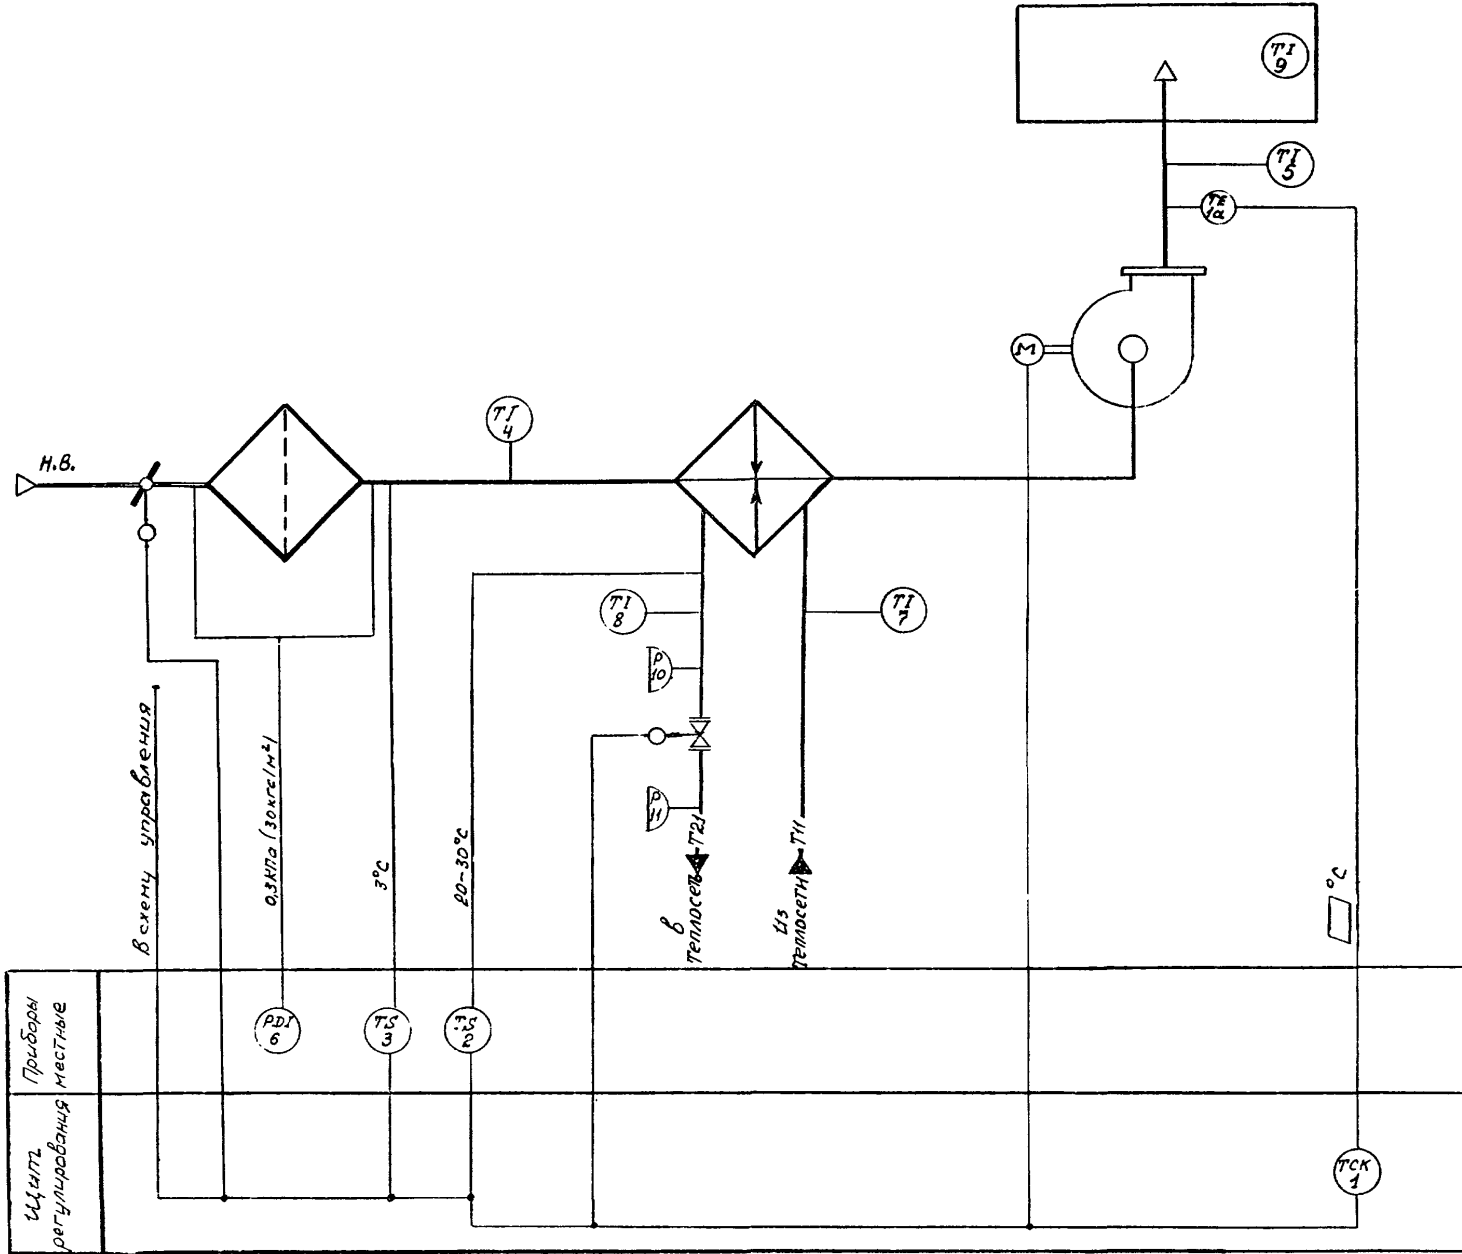 TI
9
TI
5
TE
1а
М
TI
4
Н.В.
TI
8
TI
7
P
10
P
11
В схему управления
0,3кПа (30кгс/м²)
3°С
20-30°С
Т21
в
теплосеть
Т11
из
теплосети
°С
Приборы
местные
PDI
6
TS
3
TS
2
Щит
регулирования
ТСК
1